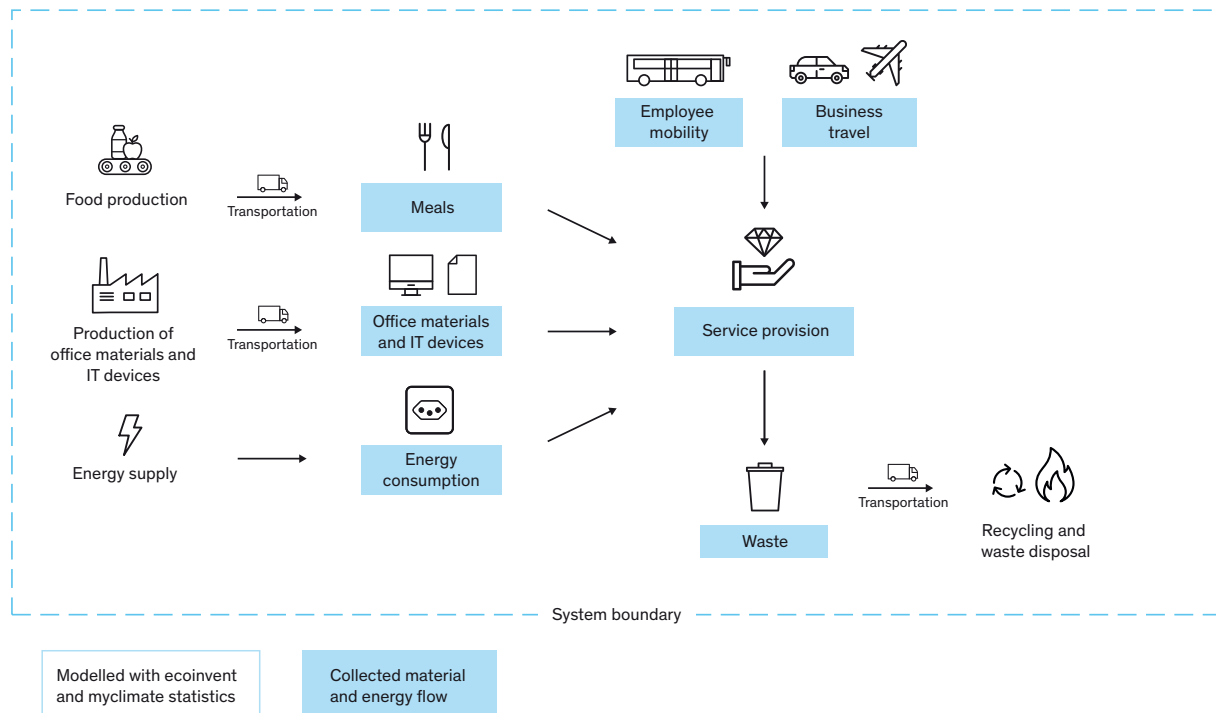 Employee
mobility
Business
travel
Food production
Transportation
Meals
Production of
office materials and
IT devices
Transportation
Office materials
and IT devices
Service provision
Energy supply
Energy
consumption
Waste
Transportation
Recycling and
waste disposal
System boundary
Modelled with ecoinvent
and myclimate statistics
Collected material
and energy flow